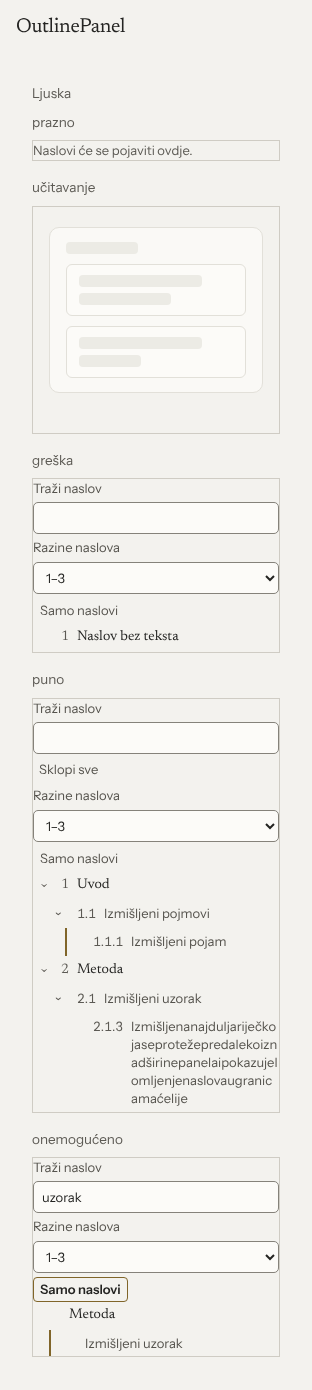 OutlinePanel
Ljuska
prazno
Naslovi će se pojaviti ovdje.
učitavanje
greška
Traži naslov
Razine naslova
1–3
Samo naslovi
1 Naslov bez teksta
puno
Traži naslov
Sklopi sve
Razine naslova
1–3
Samo naslovi
1 Uvod
1.1 Izmišljeni pojmovi
1.1.1 Izmišljeni pojam
2 Metoda
2.1 Izmišljeni uzorak
2.1.3 Izmišljenanajduljariječko
jaseprotežepredalekoizn
adširinepanelaipokazujel
omljenjenaslovaugranic
amaćelije
onemogućeno
Traži naslov
uzorak
Razine naslova
1–3
Samo naslovi
Metoda
Izmišljeni uzorak